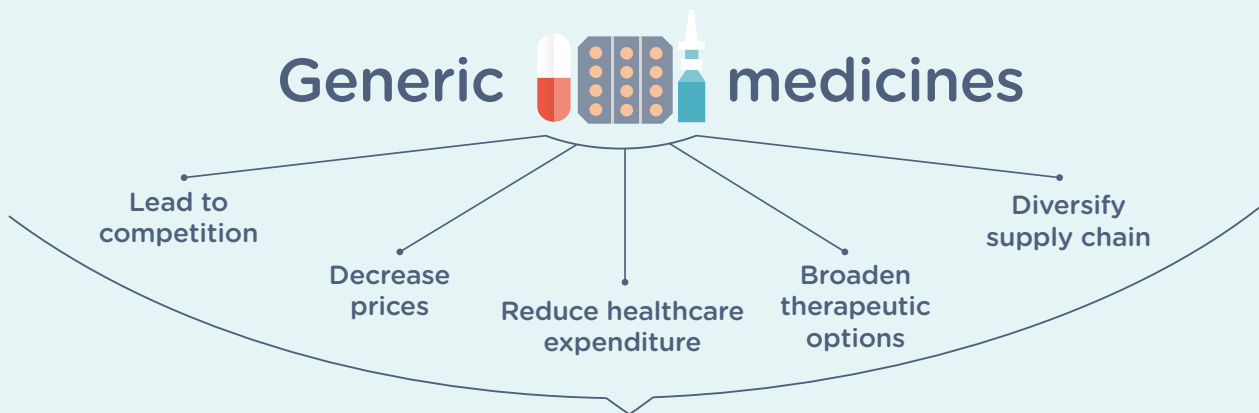 Generic medicines
Lead to
competition
Decrease
prices
Reduce healthcare
expenditure
Broaden
therapeutic
options
Diversify
supply chain